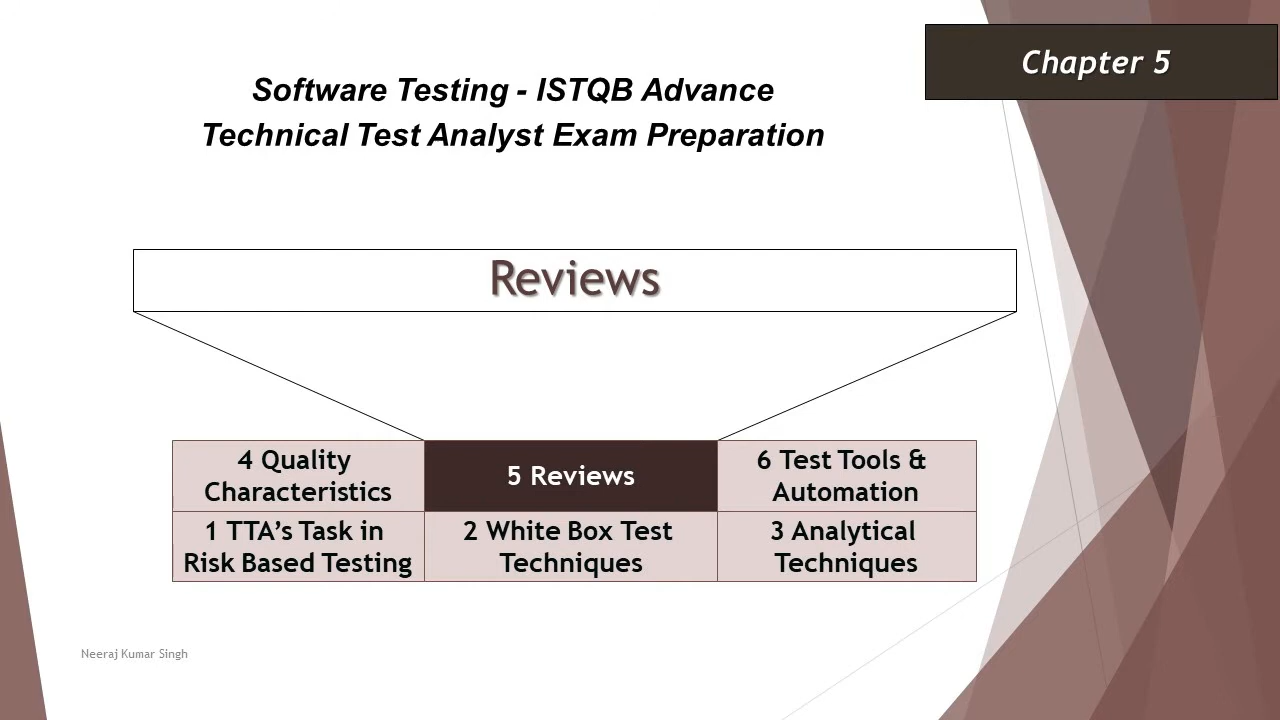 Chapter 5
Software Testing - ISTQB Advance
Technical Test Analyst Exam Preparation
Reviews
4 Quality
Characteristics
5 Reviews
6 Test Tools &
Automation
1 TTA’s Task in
Risk Based Testing
2 White Box Test
Techniques
3 Analytical
Techniques
Neeraj Kumar Singh